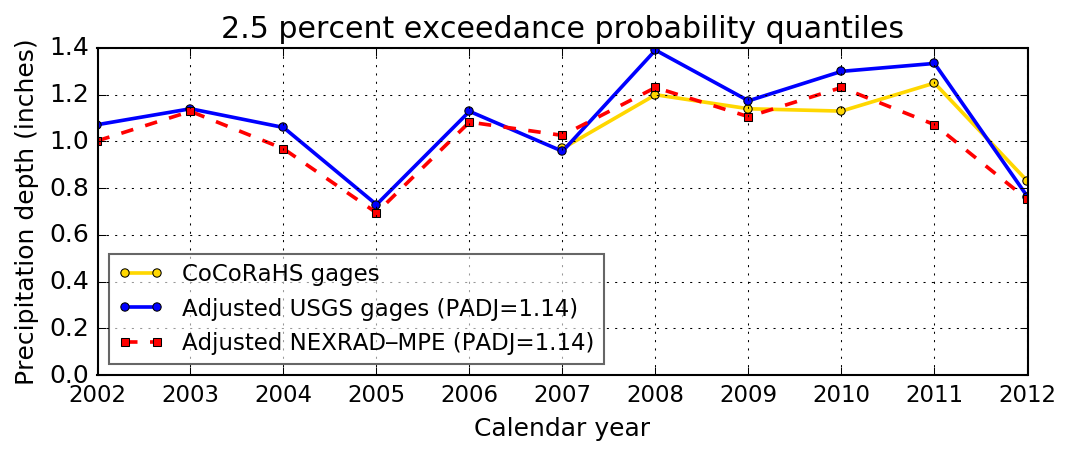 2.5 percent exceedance probability quantiles
Precipitation depth (inches)
1.4
1.2
1.0
0.8
0.6
0.4
0.2
0.0
CoCoRaHS gages
Adjusted USGS gages (PADJ=1.14)
Adjusted NEXRAD‒MPE (PADJ=1.14)
2002 2003 2004 2005 2006 2007 2008 2009 2010 2011 2012
Calendar year